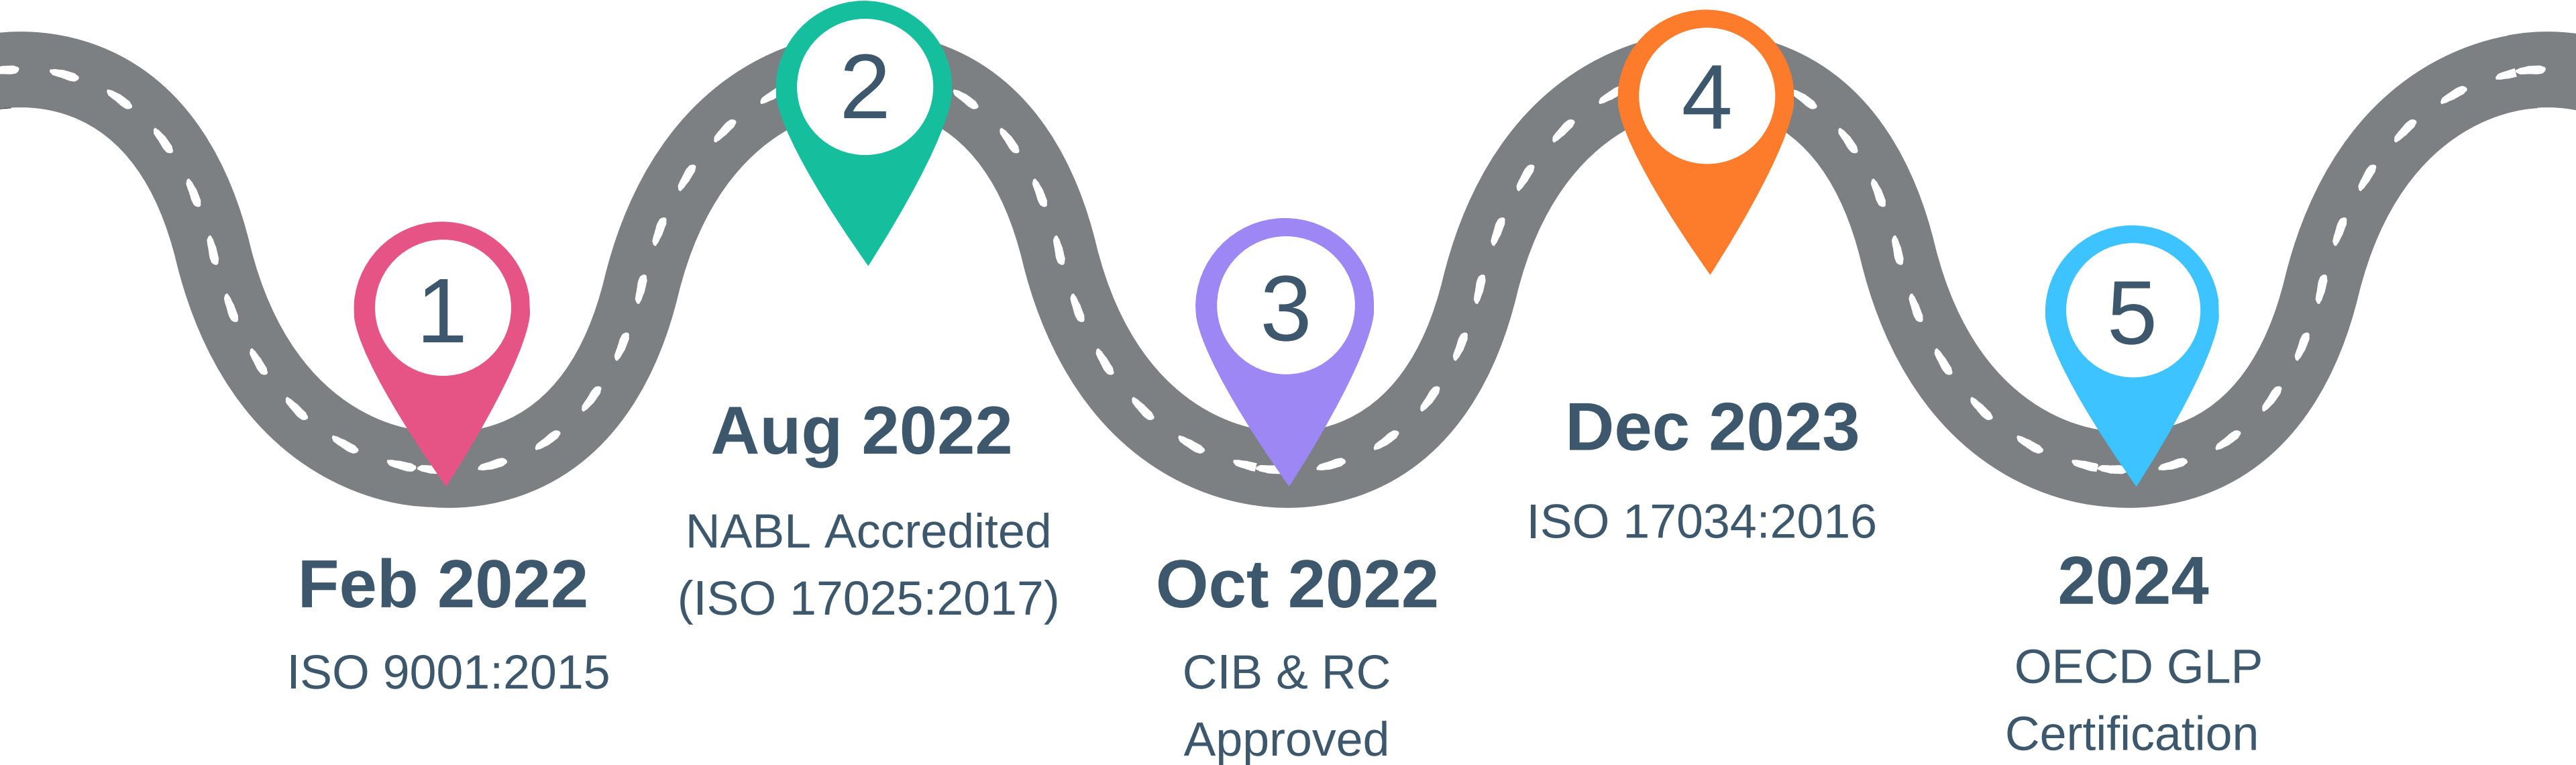 1
Feb 2022
ISO 9001:2015
2
Aug 2022
NABL Accredited
(ISO 17025:2017)
3
Oct 2022
CIB & RC
Approved
4
Dec 2023
ISO 17034:2016
5
2024
OECD GLP
Certification